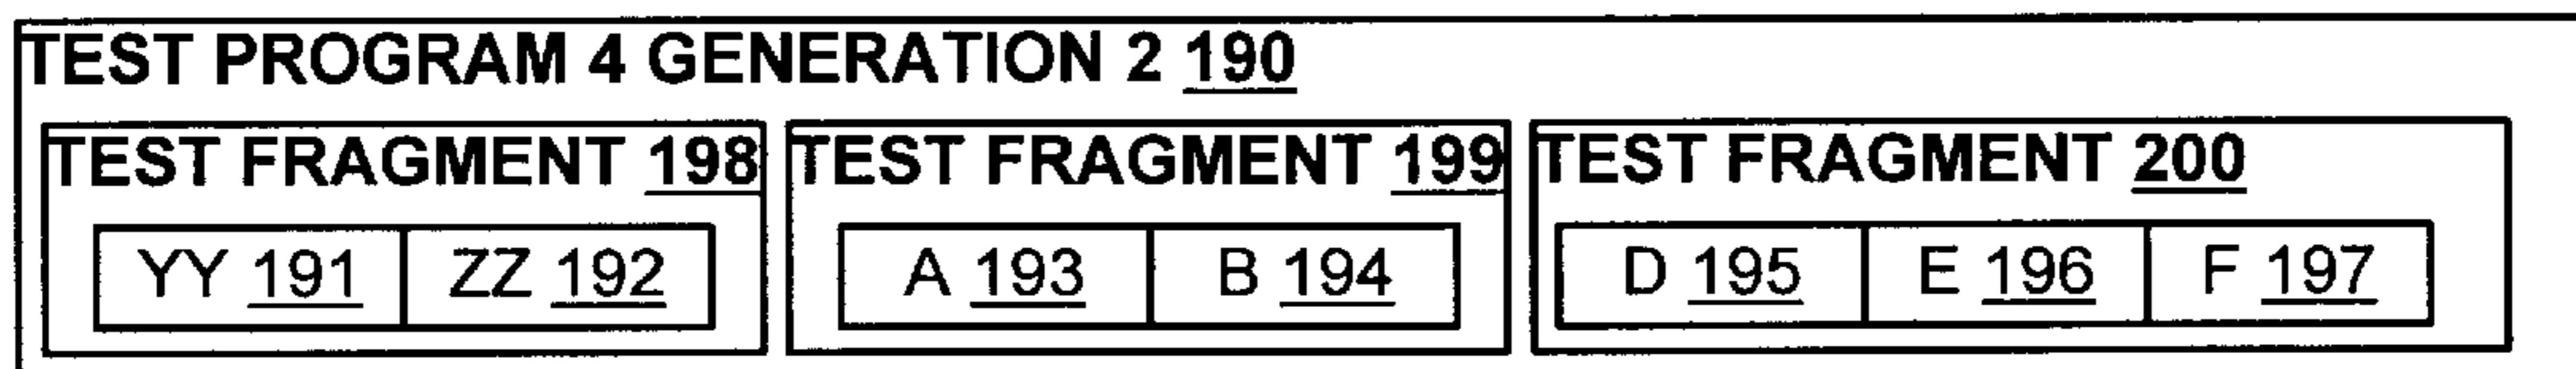 TEST PROGRAM 4 GENERATION 2 190
TEST FRAGMENT 198 TEST FRAGMENT 199 TEST FRAGMENT 200
YY 191 ZZ 192 A 193 B 194 D 195 E 196 F 197